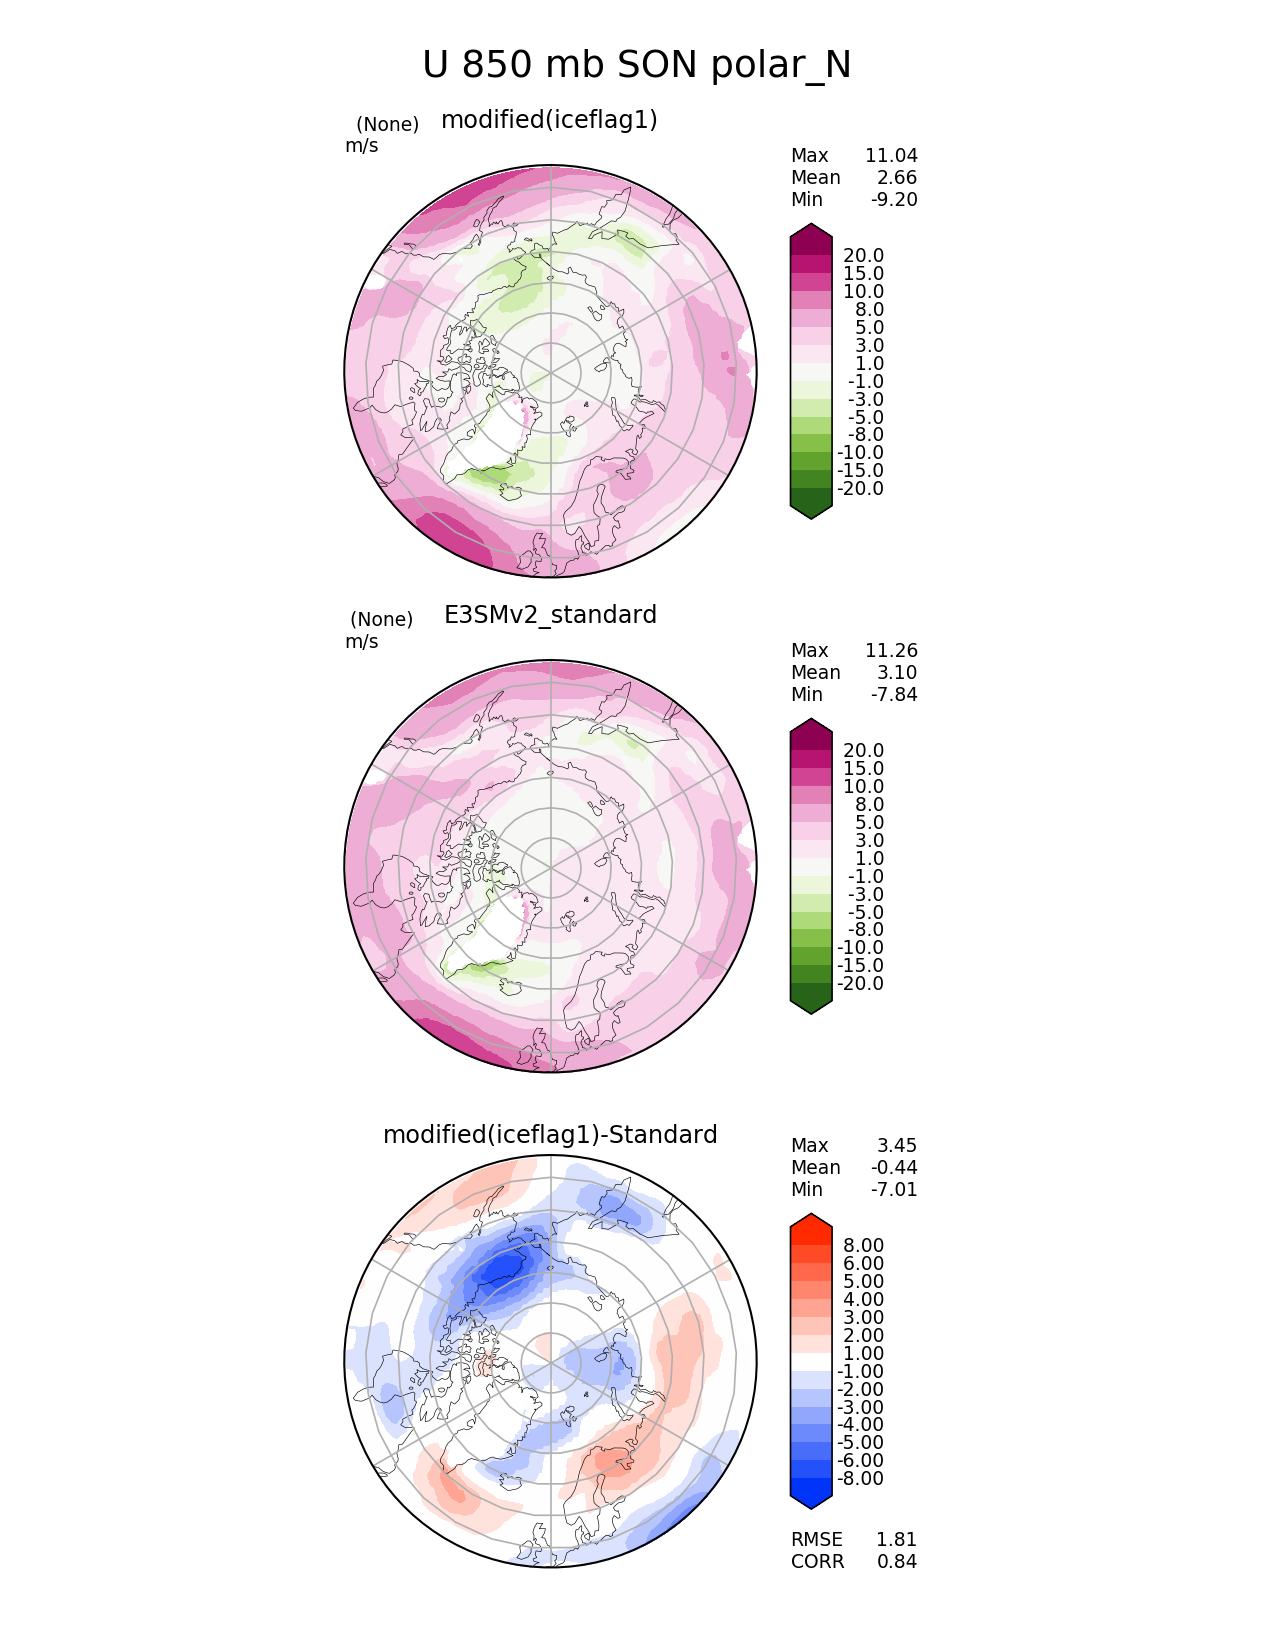 U 850 mb SON polar_N
(None) modified(iceflag1)
m/s
Max 11.04
Mean 2.66
Min -9.20
20.0
15.0
10.0
8.0
5.0
3.0
1.0
-1.0
-3.0
-5.0
-8.0
-10.0
-15.0
-20.0
(None) E3SMv2_standard
m/s
Max 11.26
Mean 3.10
Min -7.84
20.0
15.0
10.0
8.0
5.0
3.0
1.0
-1.0
-3.0
-5.0
-8.0
-10.0
-15.0
-20.0
modified(iceflag1)-Standard
Max 3.45
Mean -0.44
Min -7.01
8.00
6.00
5.00
4.00
3.00
2.00
1.00
-1.00
-2.00
-3.00
-4.00
-5.00
-6.00
-8.00
RMSE 1.81
CORR 0.84